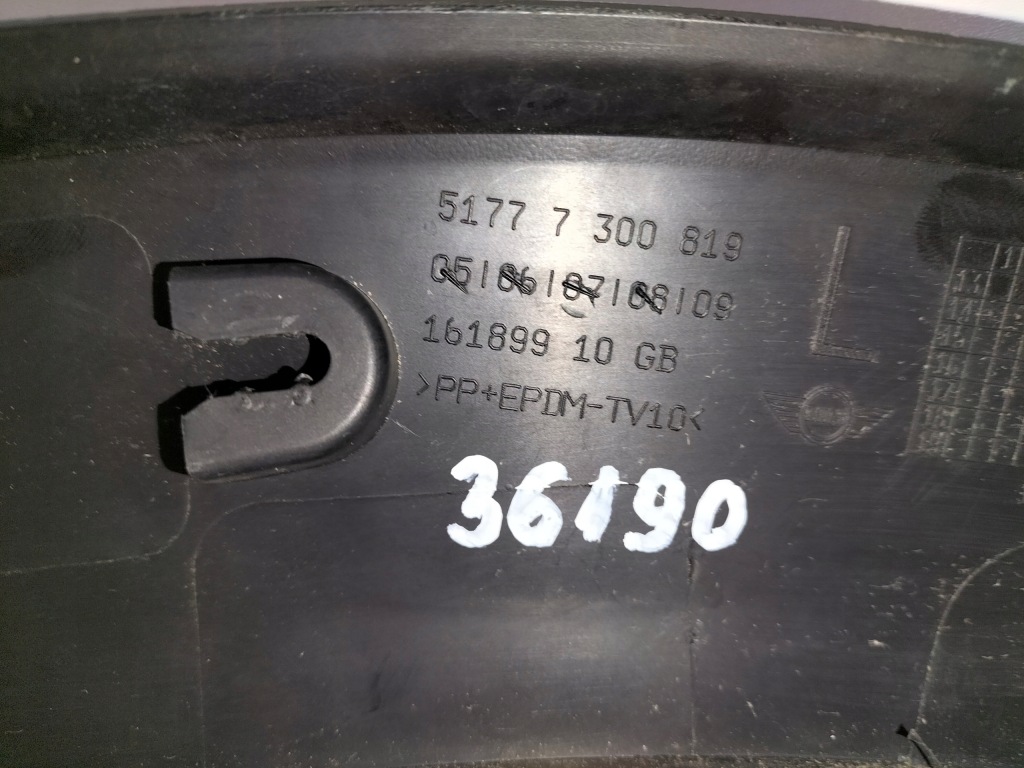 5177 7 300 819
05|06|07|08|09
161899 10 GB
>PP+EPDM-TV10<
L
36190